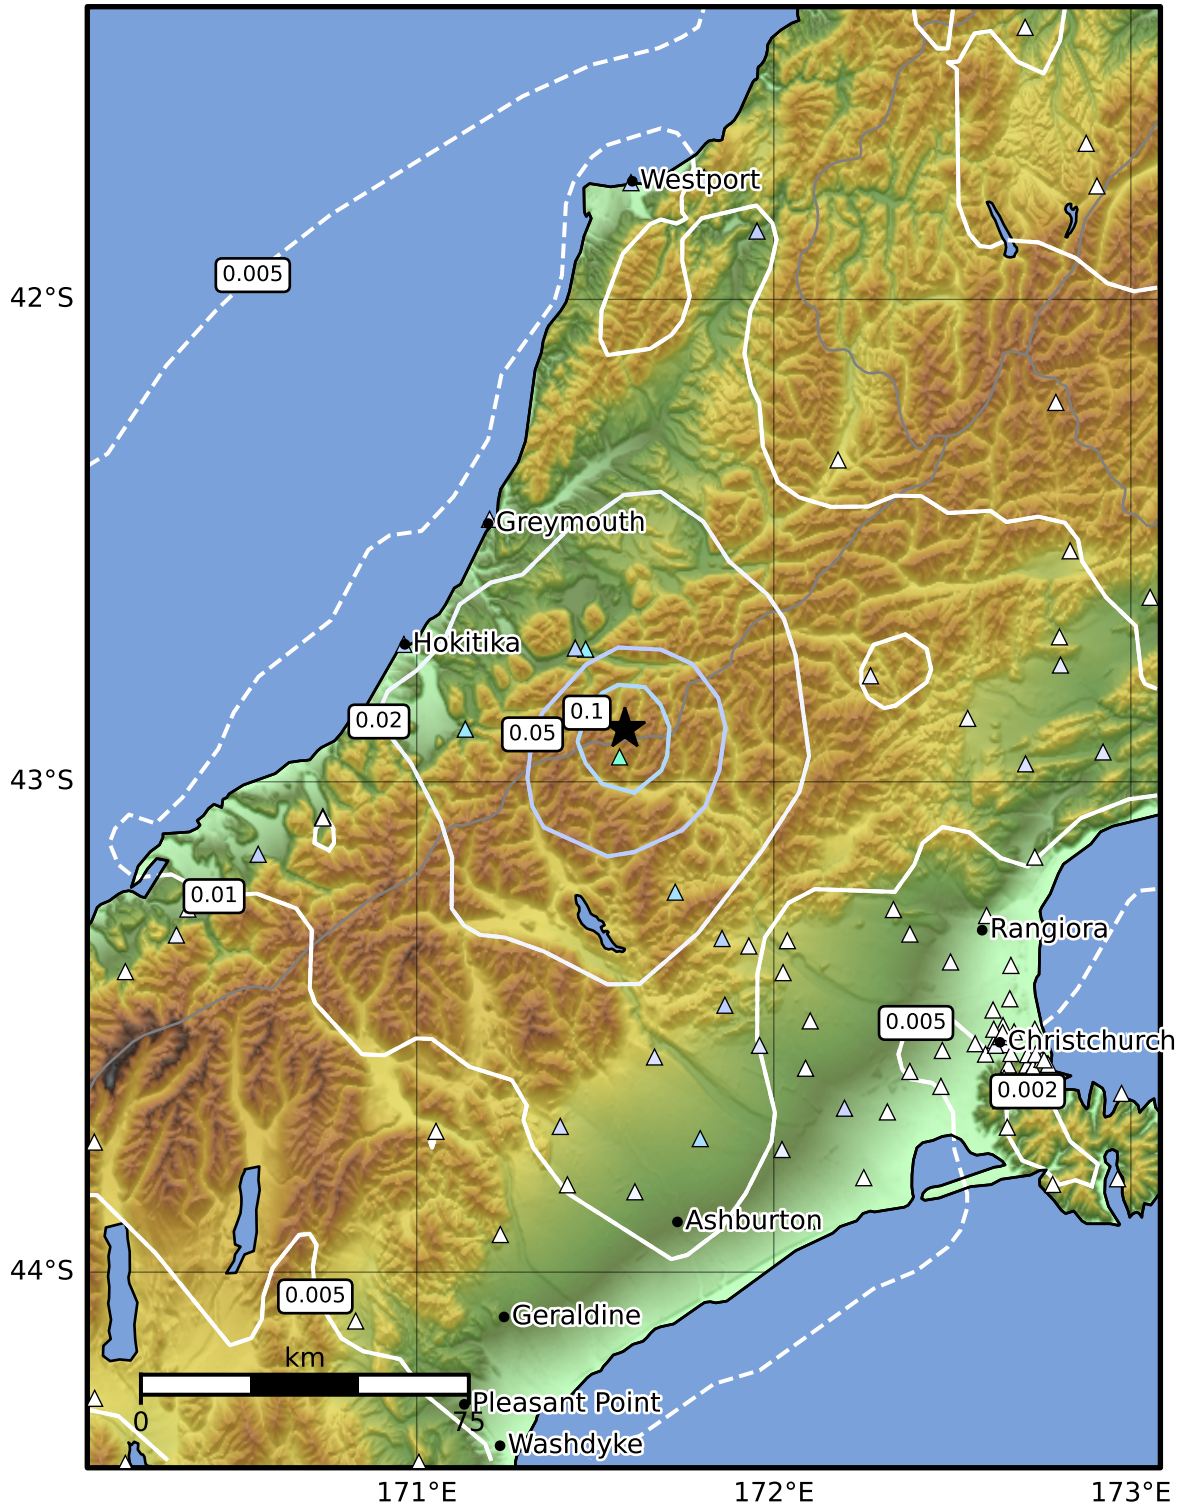 Westport
0.005
42°S
Greymouth
Hokitika
0.1
0.02
0.05
43°S
0.01
Rangiora
0.005
Christchurch
0.002
Ashburton
44°S
0.005
Geraldine
km
Pleasant Point
0
75
Washdyke
171°E
172°E
173°E